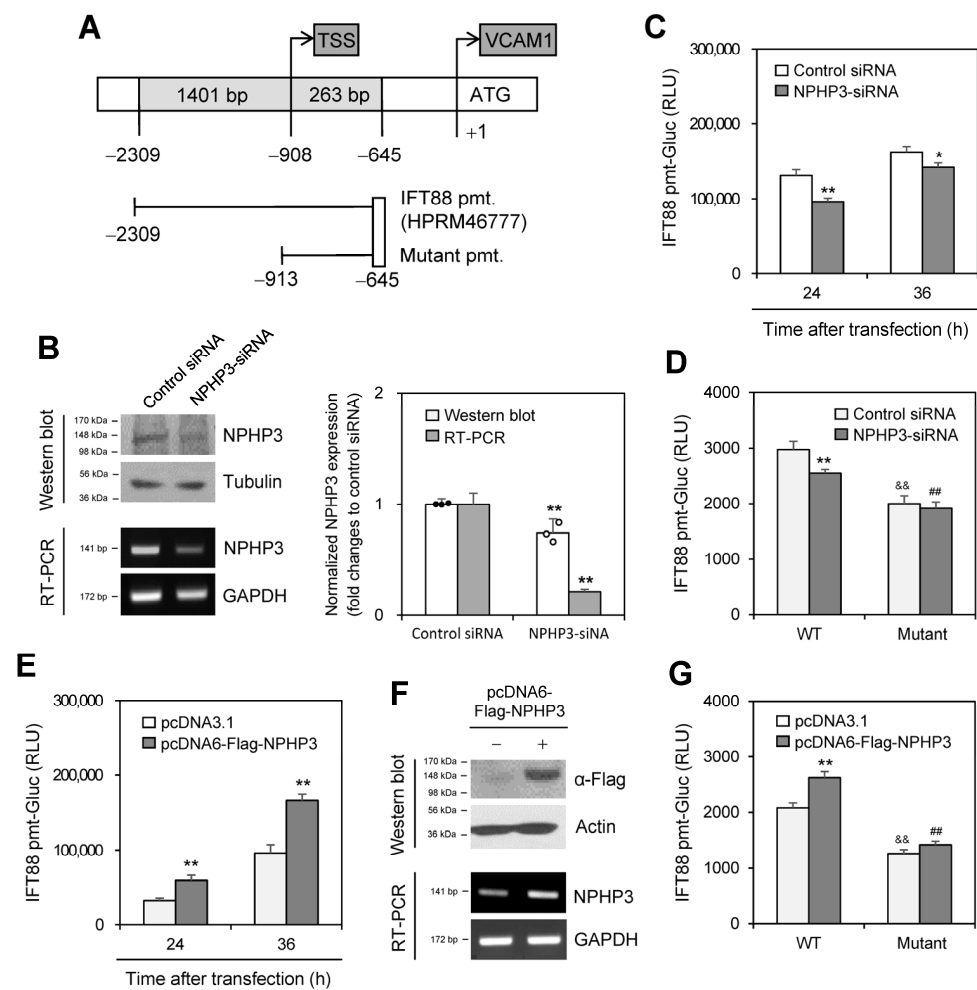 A
TSS
VCAM1
1401 bp
263 bp
ATG
+1
−2309
−908
−645
IFT88 pmt.
(HPRM46777)
−2309
Mutant pmt.
−913
−645
B
Control siRNA
NPHP3-siRNA
Western blot
170 kDa
148 kDa
98 kDa
NPHP3
56 kDa
36 kDa
Tubulin
RT-PCR
141 bp
NPHP3
172 bp
GAPDH
Normalized NPHP3 expression
(fold changes to control siRNA)
2
1
0
Western blot
RT-PCR
**
**
Control siRNA
NPHP3-siNA
C
IFT88 pmt-Gluc (RLU)
300,000
200,000
100,000
0
Control siRNA
NPHP3-siRNA
**
*
24
36
Time after transfection (h)
D
IFT88 pmt-Gluc (RLU)
4000
3000
2000
1000
0
Control siRNA
NPHP3-siRNA
**
&&
##
WT
Mutant
E
IFT88 pmt-Gluc (RLU)
300,000
200,000
100,000
0
pcDNA3.1
pcDNA6-Flag-NPHP3
**
**
24
36
Time after transfection (h)
F
pcDNA6-
Flag-NPHP3
− +
Western blot
170 kDa
148 kDa
98 kDa
α-Flag
56 kDa
36 kDa
Actin
RT-PCR
141 bp
NPHP3
172 bp
GAPDH
G
IFT88 pmt-Gluc (RLU)
4000
3000
2000
1000
0
pcDNA3.1
pcDNA6-Flag-NPHP3
**
&&
##
WT
Mutant